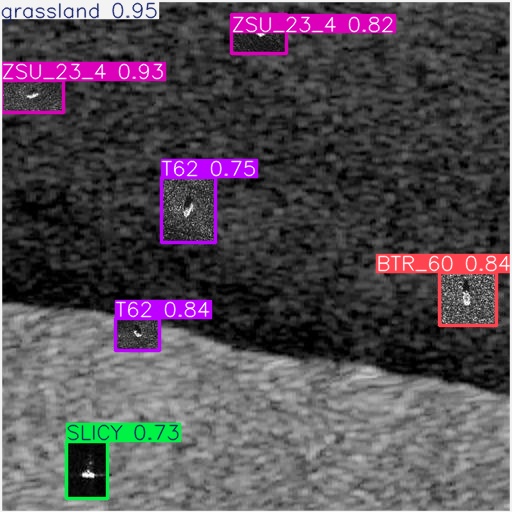 grassland 0.95
ZSU_23_4 0.82
ZSU_23_4 0.93
T62 0.75
BTR_60 0.84
T62 0.84
SLICY 0.73